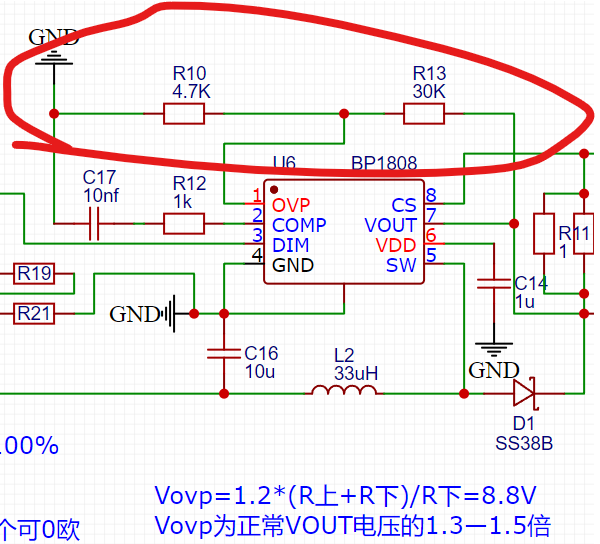 GND
R10
4.7K
R13
30K
U6
BP1808
C17
10nf
R12
1k
1
OVP
2
COMP
3
DIM
4
GND
CS
8
VOUT
7
VDD
6
SW
5
R11
1
R19
R21
GND
C14
1u
C16
10u
L2
33uH
GND
D1
SS38B
.00%
Vovp=1.2*(R上+R下)/R下=8.8V
个可0欧
Vovp为正常VOUT电压的1.3一1.5倍